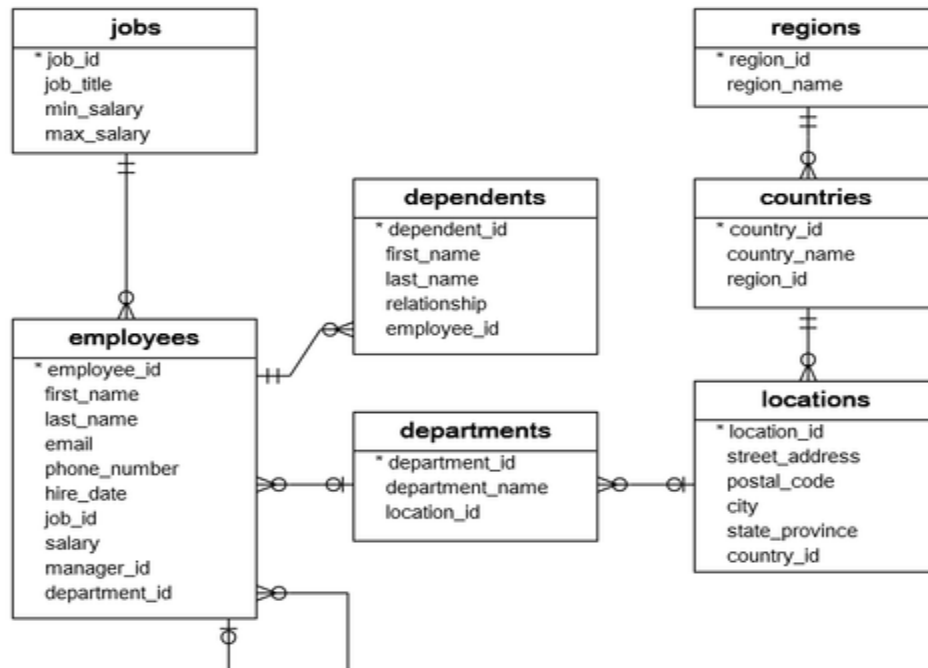 jobs
* job_id
job_title
min_salary
max_salary
regions
* region_id
region_name
dependents
* dependent_id
first_name
last_name
relationship
employee_id
countries
* country_id
country_name
region_id
employees
* employee_id
first_name
last_name
email
phone_number
hire_date
job_id
salary
manager_id
department_id
departments
* department_id
department_name
location_id
locations
* location_id
street_address
postal_code
city
state_province
country_id